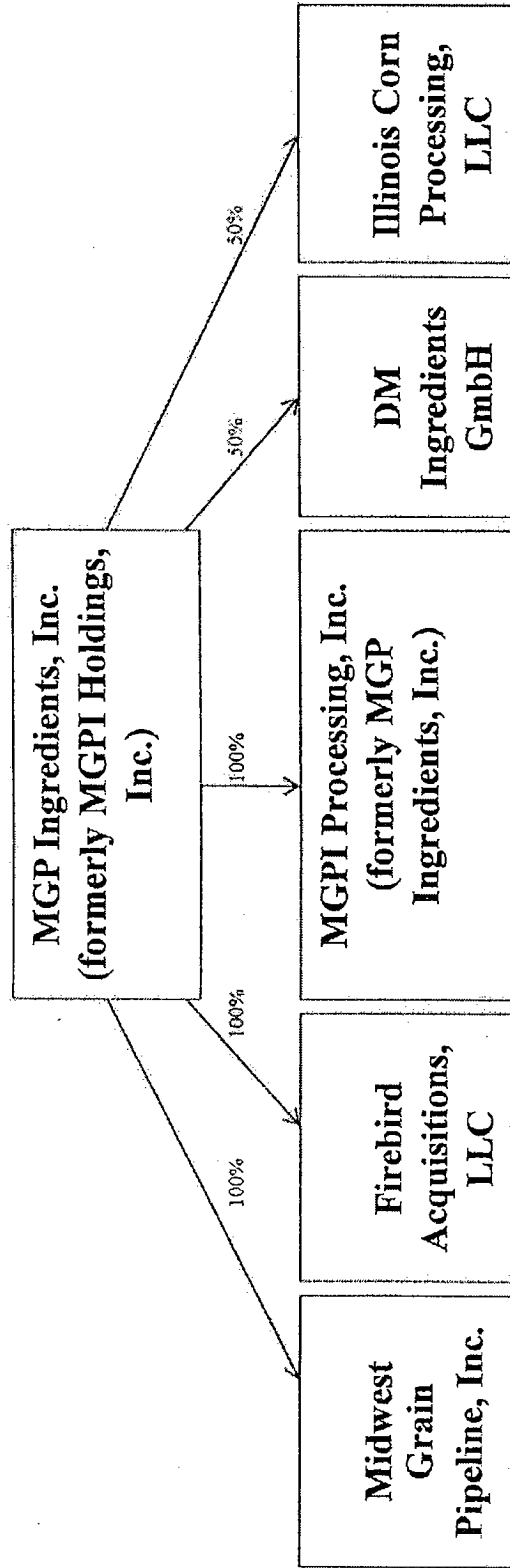 MGP Ingredients, Inc.
(formerly MGPI Holdings,
Inc.)
100%
100%
100%
50%
Midwest
Grain
Pipeline, Inc.
Firebird
Acquisitions,
LLC
MGPI Processing, Inc.
(formerly MGP
Ingredients, Inc.)
DM
Ingredients
GmbH
Illinois Corn
Processing,
LLC